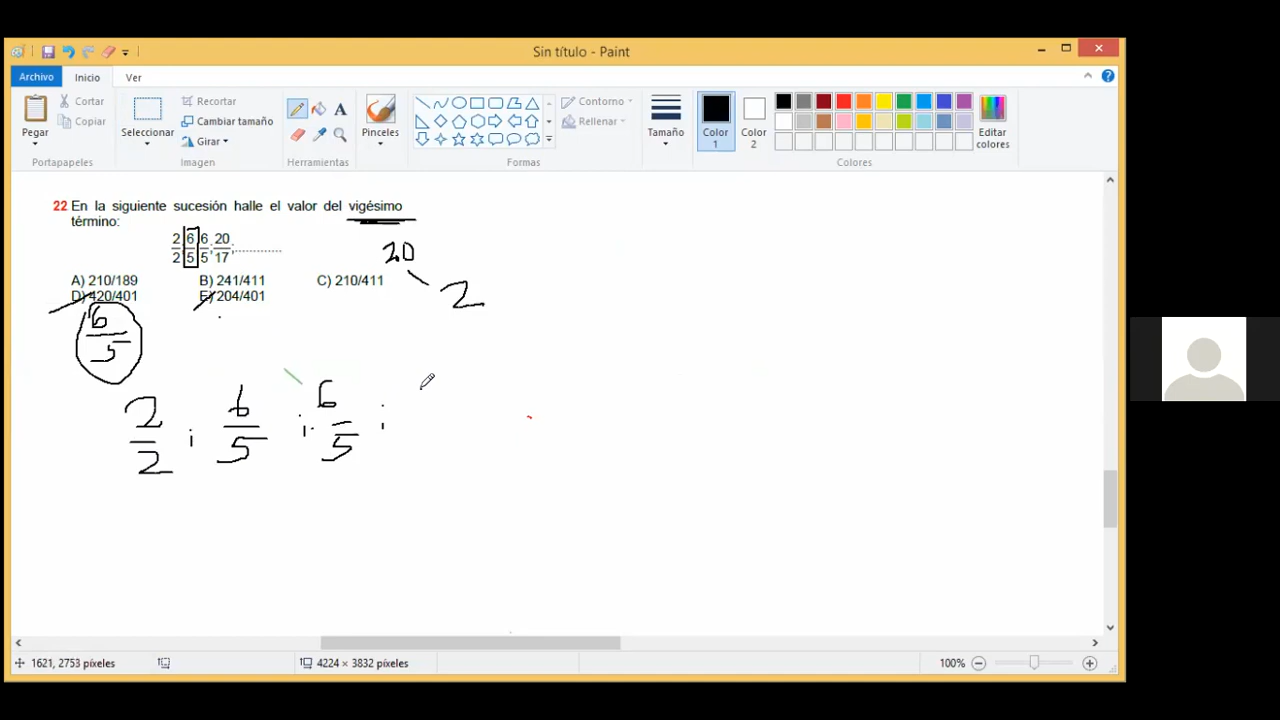 Sin título - Paint
Archivo Inicio Ver
Pegar
Cortar
Copiar
Portapapeles
Seleccionar
Recortar
Cambiar tamaño
Girar
Imagen
A
Herramientas
Pinceles
Contorno
Rellenar
Formas
Tamaño
Color 1
Color 2
Editar colores
Colores
22 En la siguiente sucesión halle el valor del vigésimo
término:
2/2 6/5 6/5; 20/17;..............
20
2
A) 210/189 B) 241/411 C) 210/411
D) 420/401 E) 204/401
6/5
2/2 ; 6/5 ; 6/5 ;
1621, 2753 píxeles 4224 × 3832 píxeles 100%